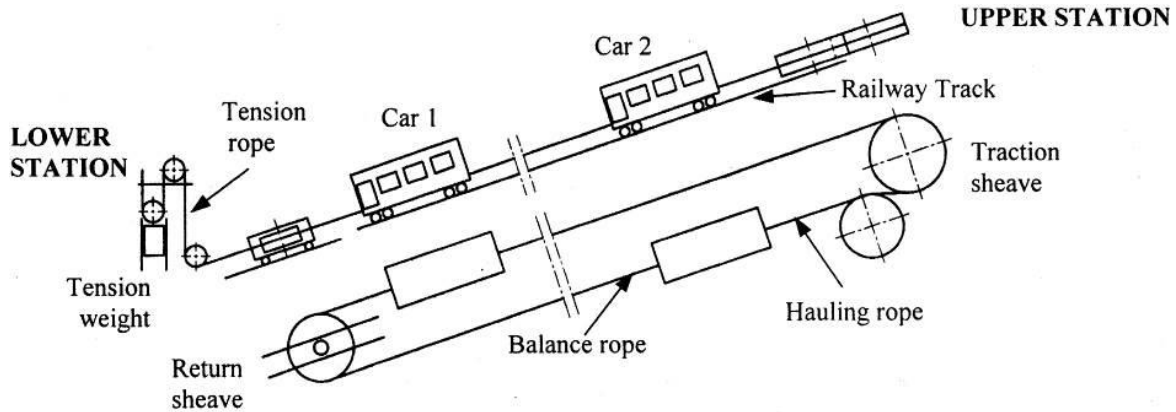 UPPER STATION
Car 2
Railway Track
Tension
rope
Car 1
LOWER
STATION
Traction
sheave
Tension
weight
Hauling rope
Balance rope
Return
sheave